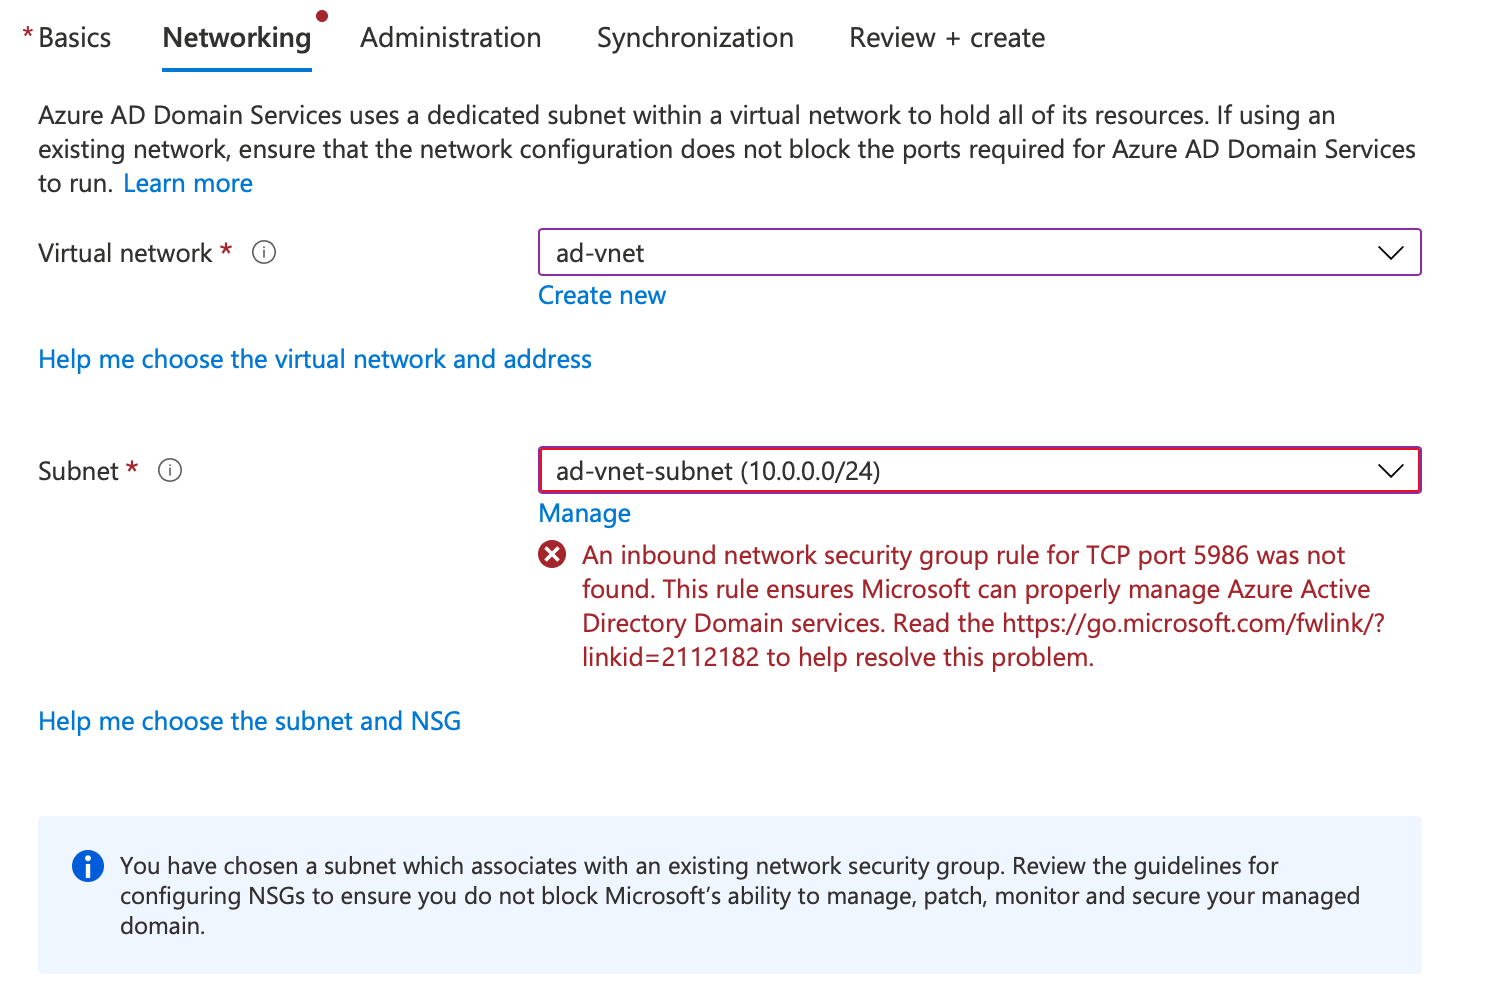 * Basics Networking Administration Synchronization Review + create
Azure AD Domain Services uses a dedicated subnet within a virtual network to hold all of its resources. If using an
existing network, ensure that the network configuration does not block the ports required for Azure AD Domain Services
to run. Learn more
Virtual network *
ad-vnet
Create new
Help me choose the virtual network and address
Subnet *
ad-vnet-subnet (10.0.0.0/24)
Manage
An inbound network security group rule for TCP port 5986 was not
found. This rule ensures Microsoft can properly manage Azure Active
Directory Domain services. Read the https://go.microsoft.com/fwlink/?
linkid=2112182 to help resolve this problem.
Help me choose the subnet and NSG
You have chosen a subnet which associates with an existing network security group. Review the guidelines for
configuring NSGs to ensure you do not block Microsoft’s ability to manage, patch, monitor and secure your managed
domain.